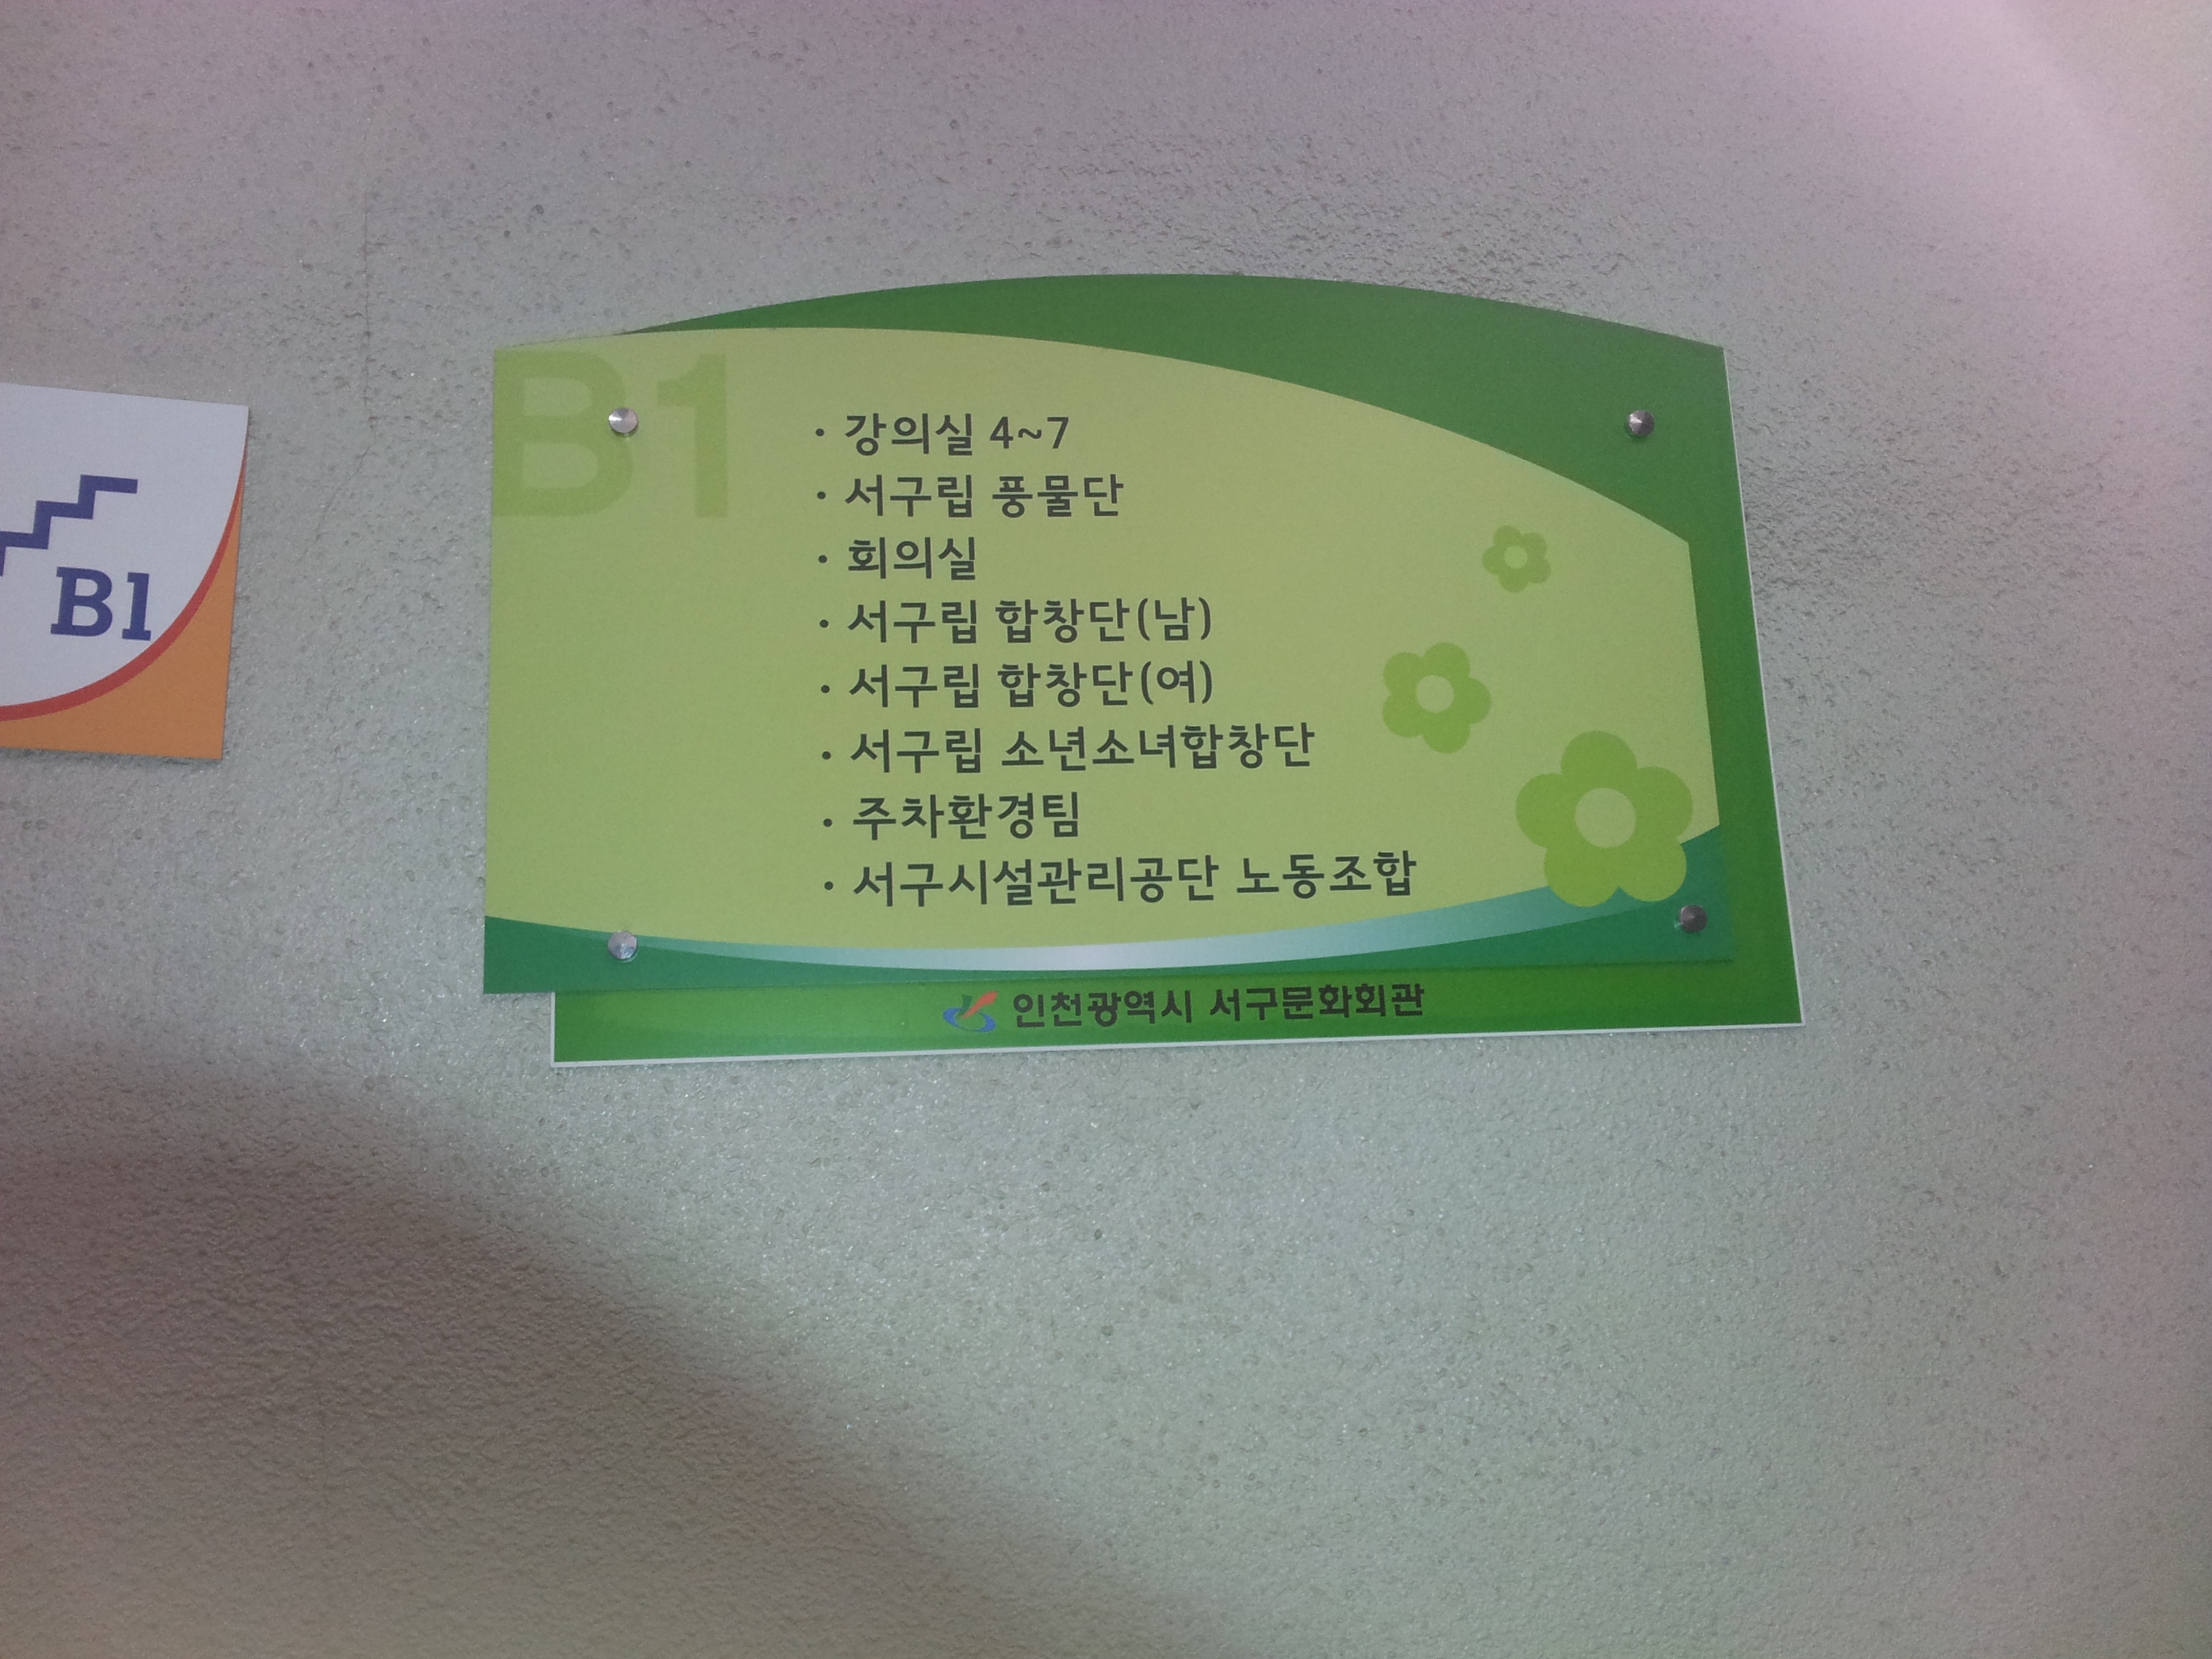 B1
B1
· 강의실 4~7
· 서구립 풍물단
· 회의실
· 서구립 합창단(남)
· 서구립 합창단(여)
· 서구립 소년소녀합창단
· 주차환경팀
· 서구시설관리공단 노동조합
인천광역시 서구문화회관